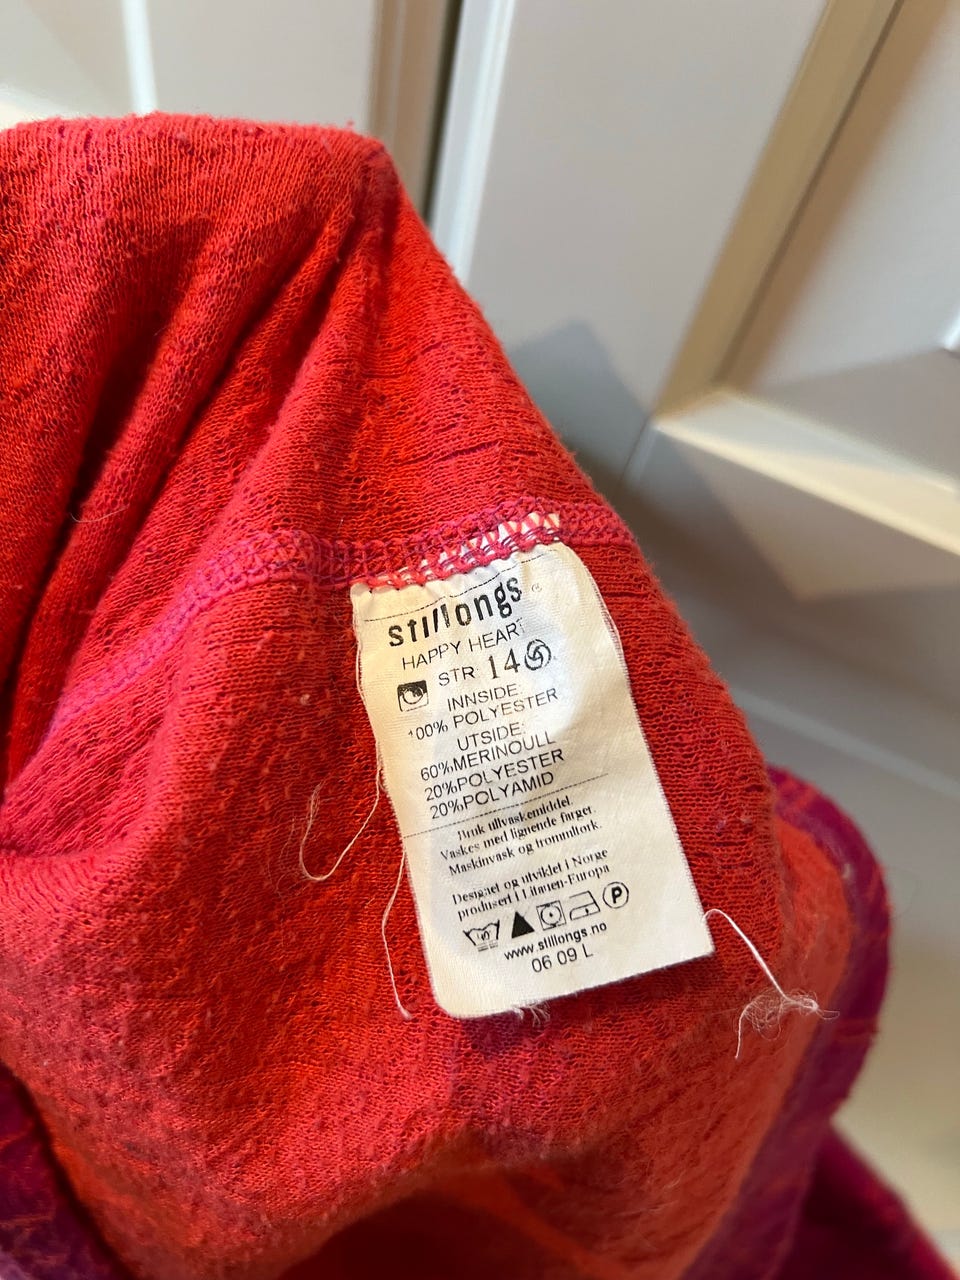 stillongs ®
HAPPY HEART
STR 14
INNSIDE:
100% POLYESTER
UTSIDE:
60%MERINOULL
20%POLYESTER
20%POLYAMID
Bruk ullvaskemiddel.
Vaskes med lignende farger.
Maskinvask og trommltork.
Designet og utviklet i Norge
produsert i Litauen-Europa
P
www.stillongs.no
06 09 L